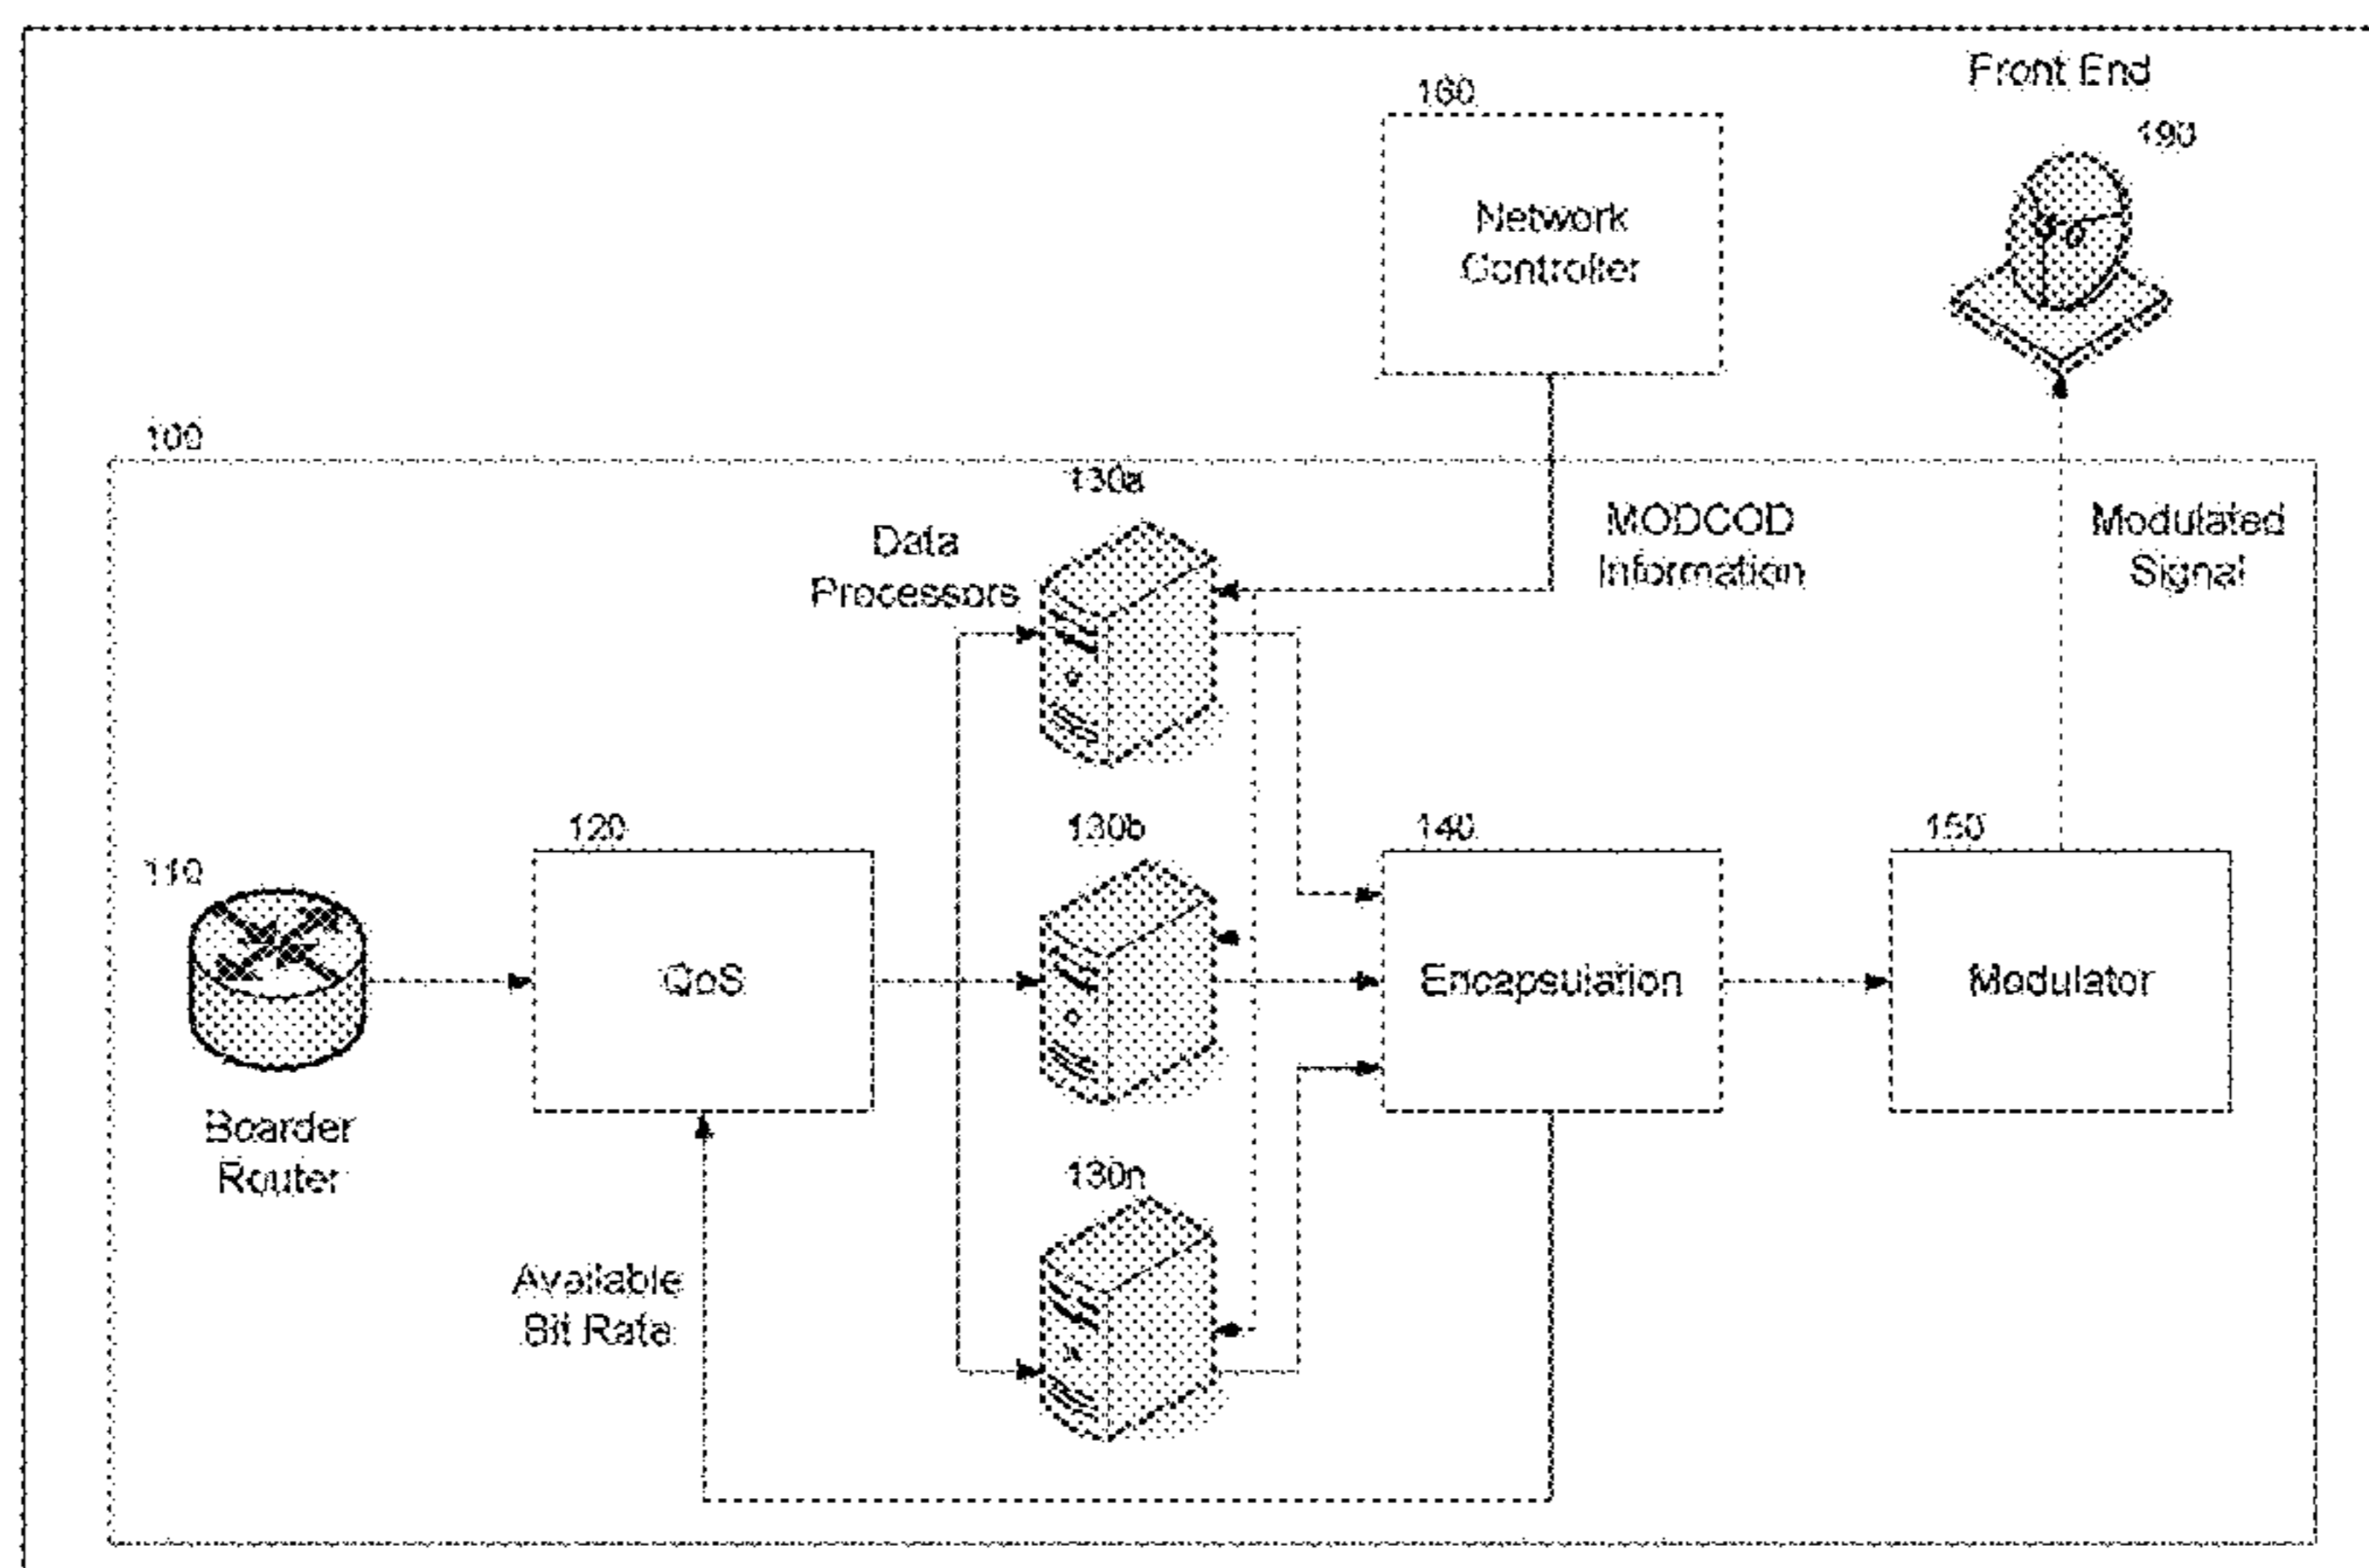 Front End
160
190
Network
Controller
100
130a
Data
Processors
MODCOD
Information
Modulated
Signal
110
120
130b
140
150
QoS
Encapsulation
Modulator
Boarder
Router
130n
Available
Bit Rate